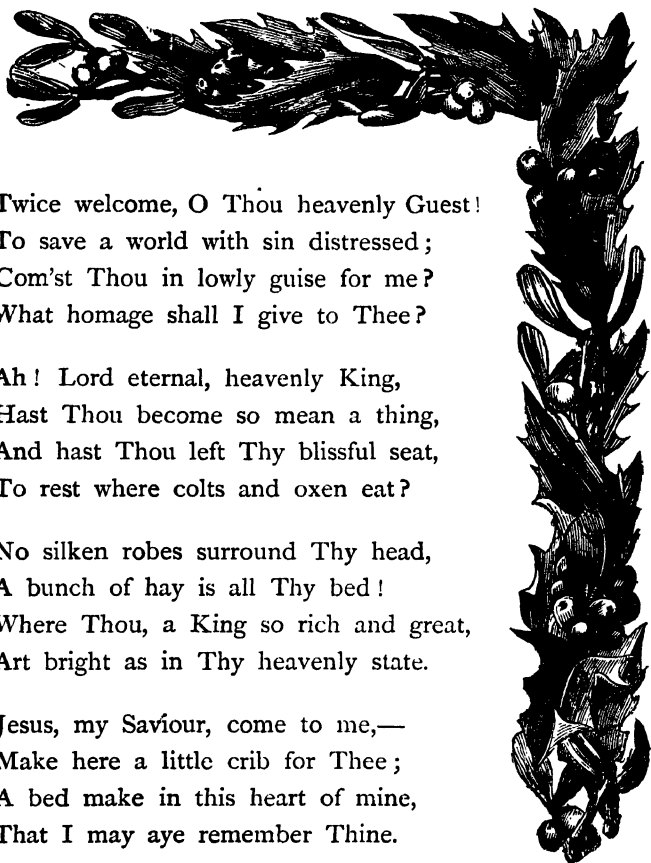 Twice welcome, O Thou heavenly Guest!
To save a world with sin distressed;
Com'st Thou in lowly guise for me?
What homage shall I give to Thee?
Ah! Lord eternal, heavenly King,
Hast Thou become so mean a thing,
And hast Thou left Thy blissful seat,
To rest where colts and oxen eat?
No silken robes surround Thy head,
A bunch of hay is all Thy bed!
Where Thou, a King so rich and great,
Art bright as in Thy heavenly state.
Jesus, my Saviour, come to me,—
Make here a little crib for Thee;
A bed make in this heart of mine,
That I may aye remember Thine.